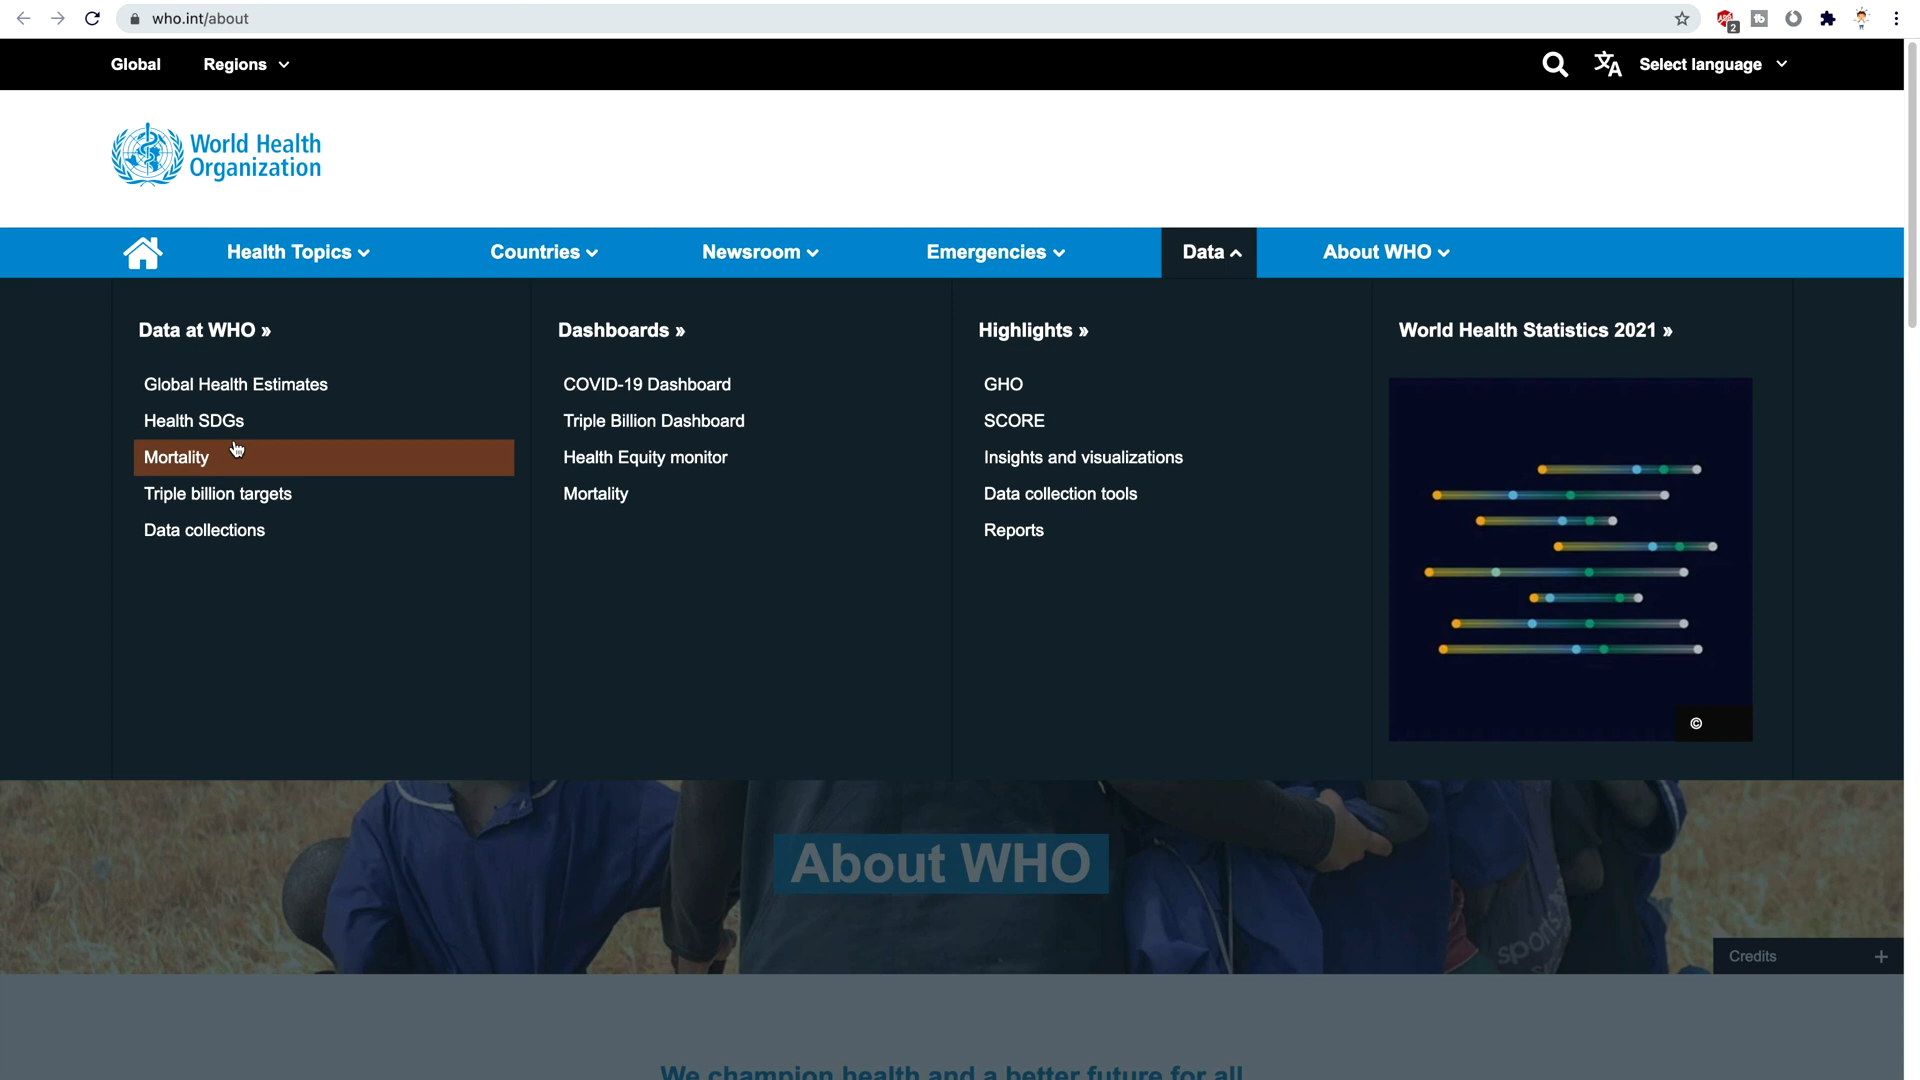 who.int/about
2
Global
Regions
Select language
World Health
Organization
Health Topics
Countries
Newsroom
Emergencies
Data
About WHO
Data at WHO »
Global Health Estimates
Health SDGs
Mortality
Triple billion targets
Data collections
Dashboards »
COVID-19 Dashboard
Triple Billion Dashboard
Health Equity monitor
Mortality
Highlights »
GHO
SCORE
Insights and visualizations
Data collection tools
Reports
World Health Statistics 2021 »
©
About WHO
sports
Credits +
We champion health and a better future for all